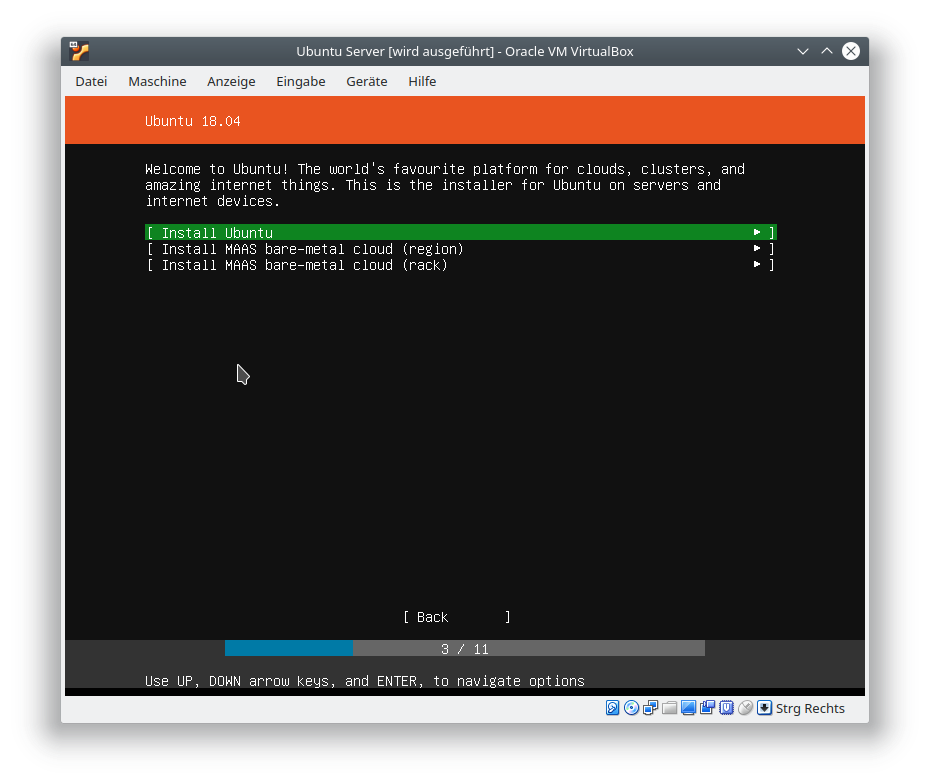 Ubuntu Server [wird ausgeführt] - Oracle VM VirtualBox
Datei Maschine Anzeige Eingabe Geräte Hilfe
Ubuntu 18.04
Welcome to Ubuntu! The world's favourite platform for clouds, clusters, and
amazing internet things. This is the installer for Ubuntu on servers and
internet devices.
[ Install Ubuntu ▸ ]
[ Install MAAS bare-metal cloud (region) ▸ ]
[ Install MAAS bare-metal cloud (rack) ▸ ]
[ Back ]
3 / 11
Use UP, DOWN arrow keys, and ENTER, to navigate options
Strg Rechts